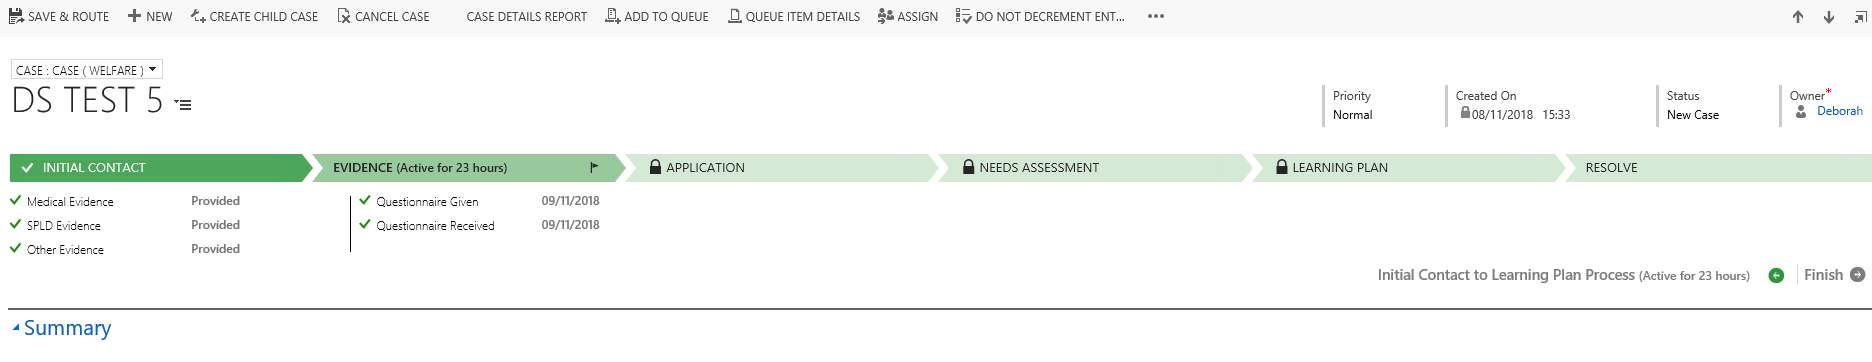 SAVE & ROUTE NEW CREATE CHILD CASE CANCEL CASE CASE DETAILS REPORT ADD TO QUEUE QUEUE ITEM DETAILS ASSIGN DO NOT DECREMENT ENT... ...
CASE : CASE ( WELFARE )
DS TEST 5
Priority Created On Status Owner*
Normal 08/11/2018 15:33 New Case Deborah
INITIAL CONTACT EVIDENCE (Active for 23 hours) APPLICATION NEEDS ASSESSMENT LEARNING PLAN RESOLVE
Medical Evidence Provided Questionnaire Given 09/11/2018
SPLD Evidence Provided Questionnaire Received 09/11/2018
Other Evidence Provided
Initial Contact to Learning Plan Process (Active for 23 hours) Finish
Summary